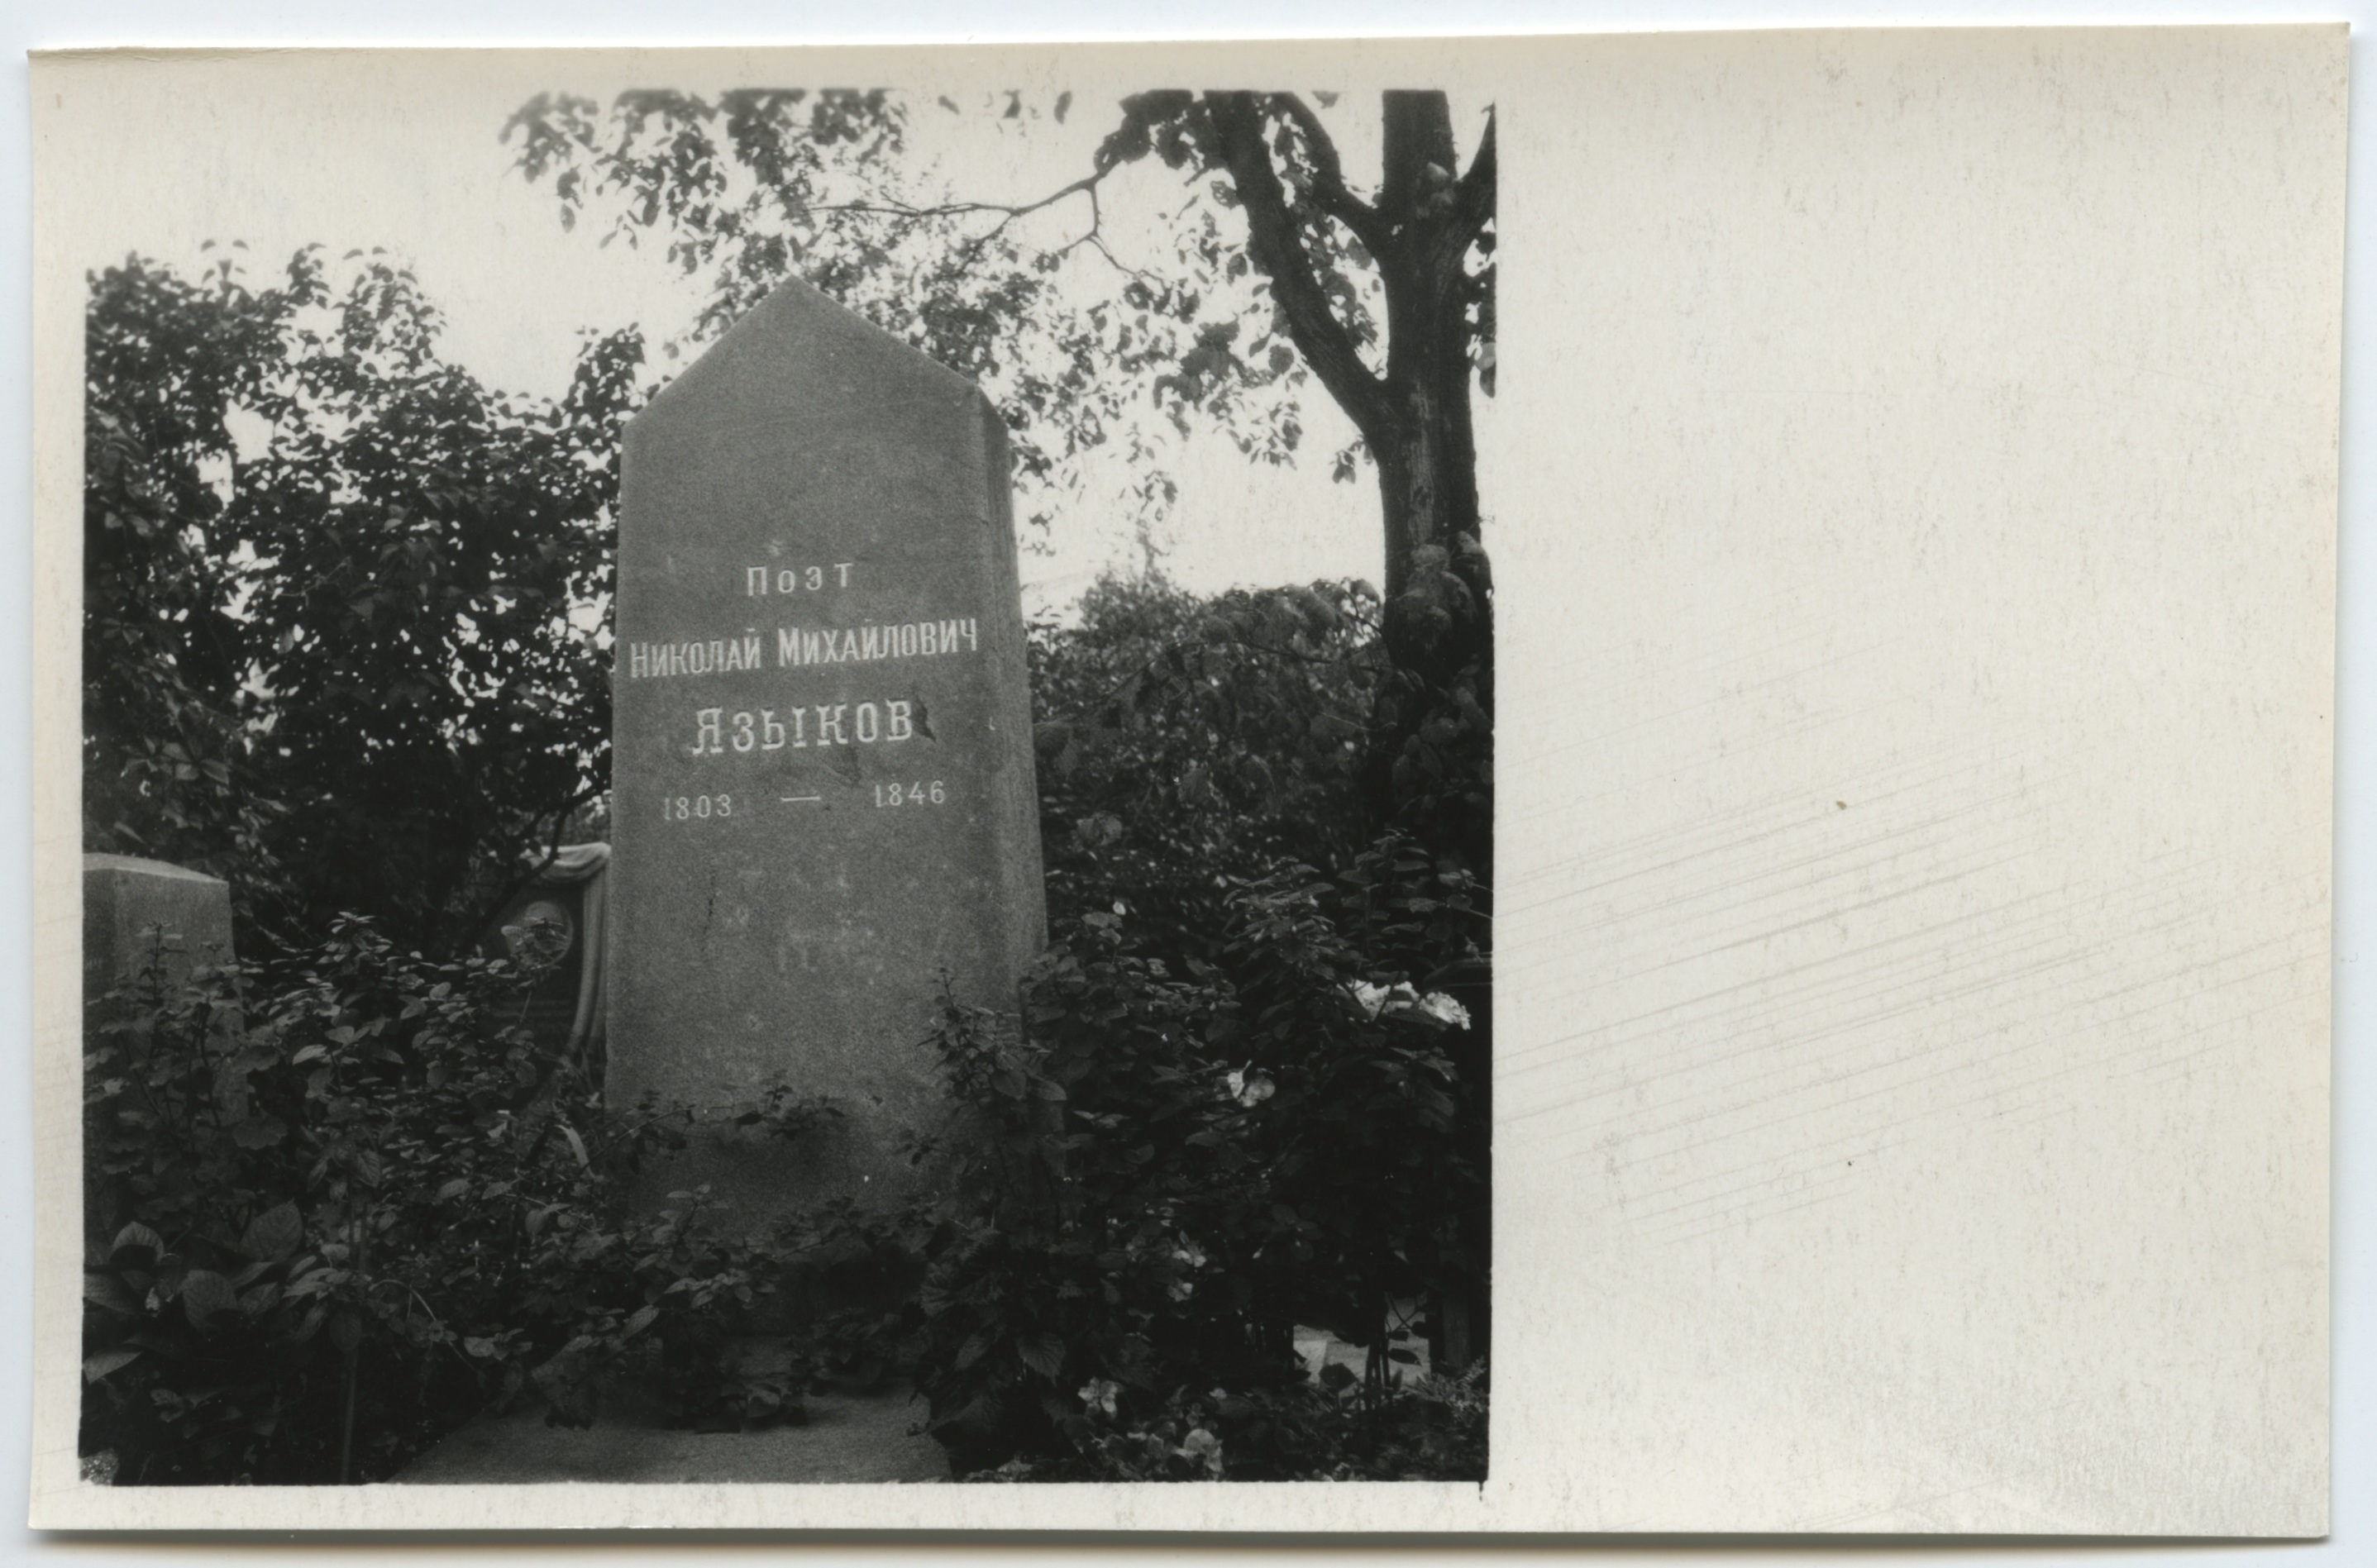 Поэт
Николай Михайлович
Языков
1803 — 1846